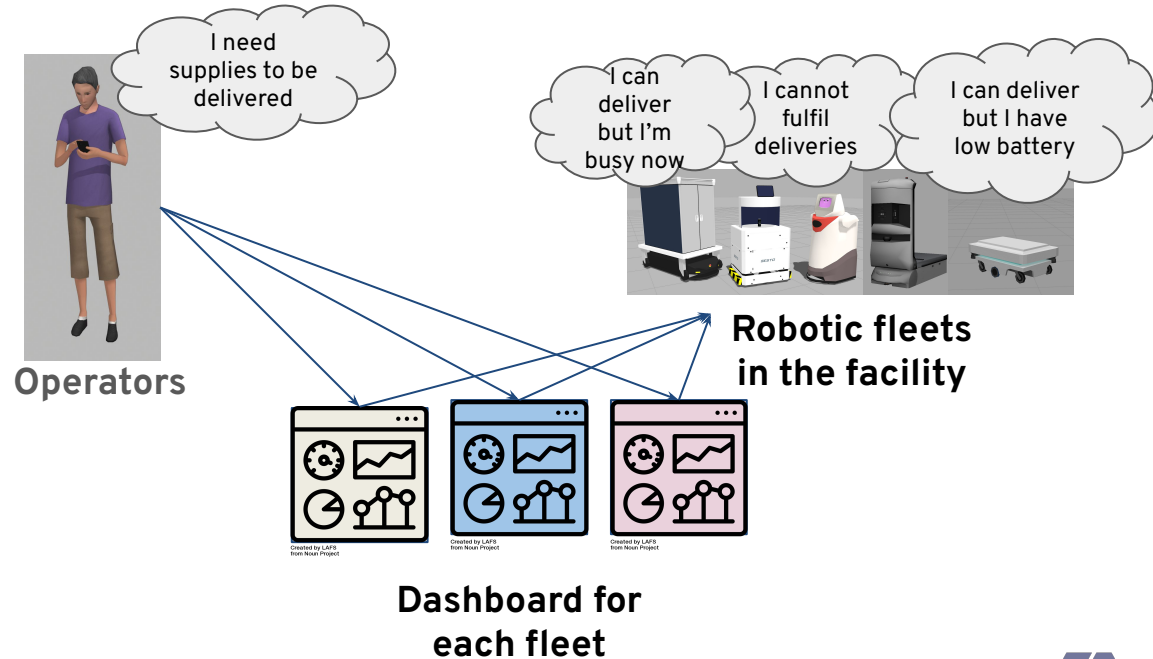 I need
supplies to be
delivered
I can
deliver
but I'm
busy now
I cannot
fulfil
deliveries
I can deliver
but I have
low battery
Operators
Robotic fleets
in the facility
Created by LAFS
from Noun Project
Created by LAFS
from Noun Project
Created by LAFS
from Noun Project
Dashboard for
each fleet